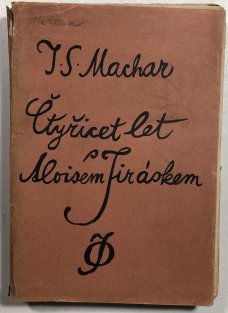 J.S. Machar
Čtyřicet let
s
Aloisem Jiráskem